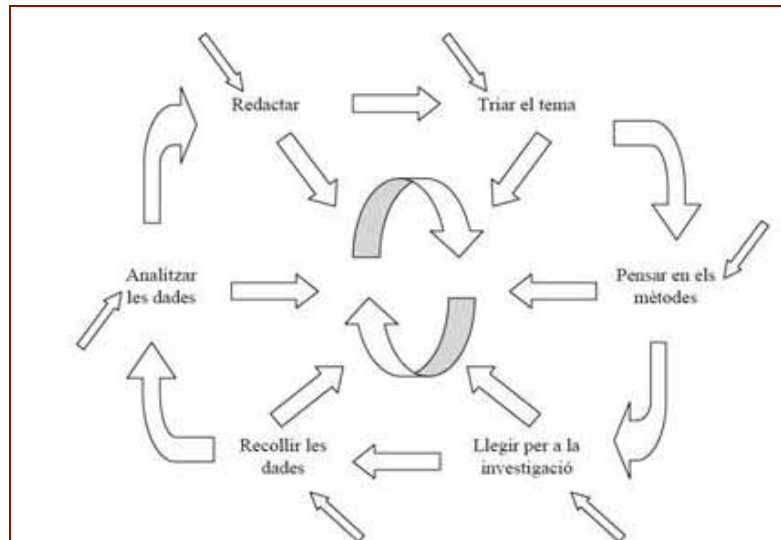 Redactar
Triar el tema
Pensar en els
mètodes
Llegir per a la
investigació
Recollir les
dades
Analitzar
les dades